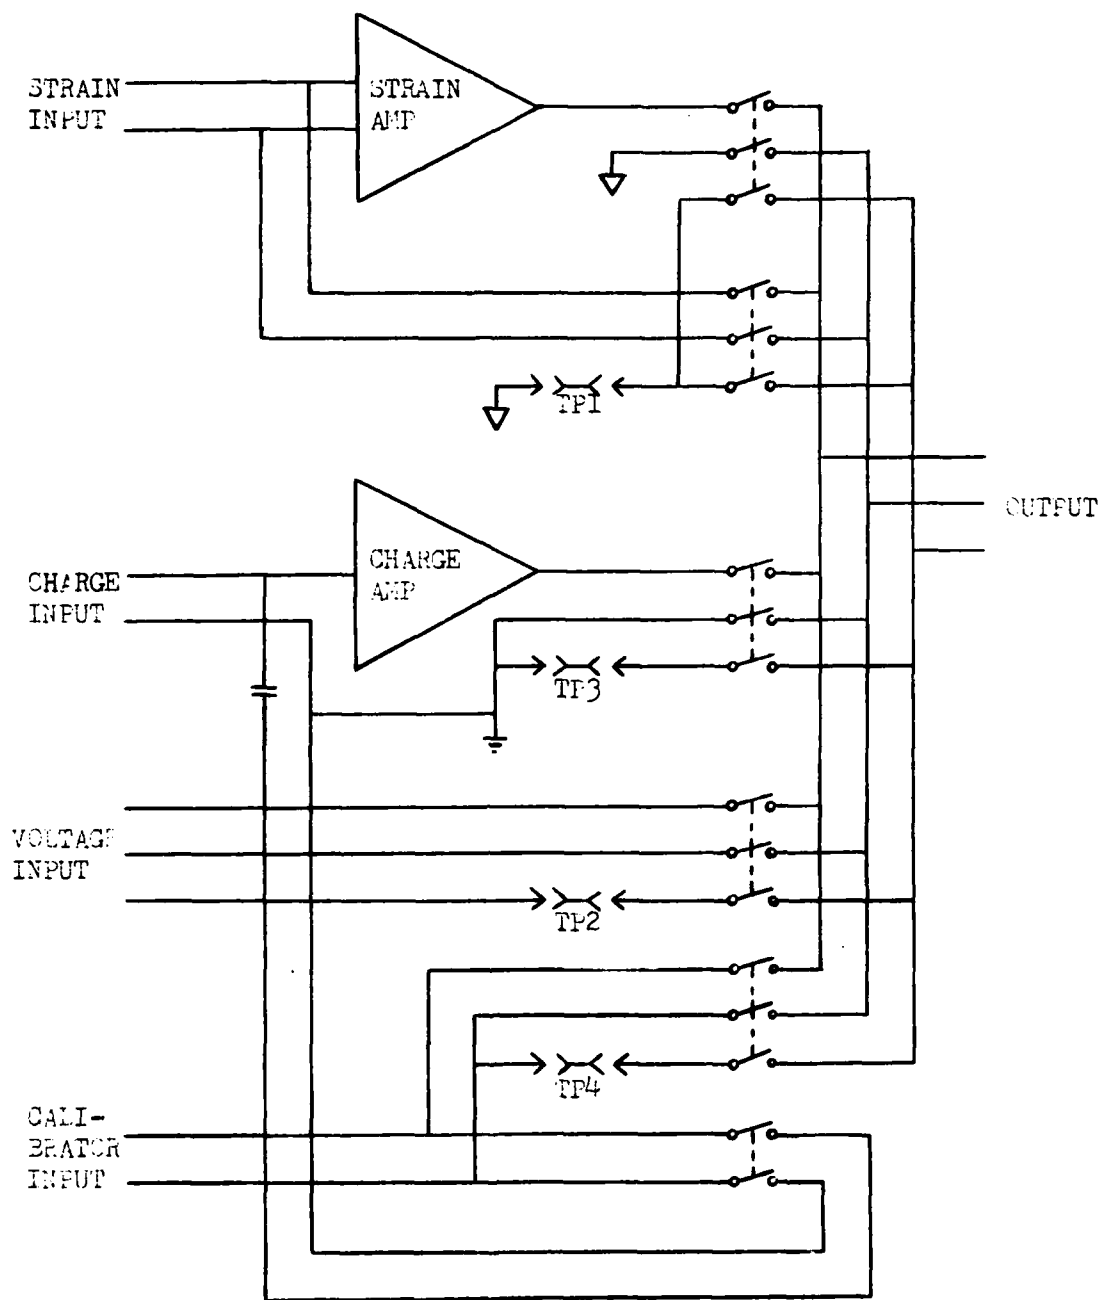 STRAIN
INPUT
STRAIN
AMP
TP1
OUTPUT
CHARGE
INPUT
CHARGE
AMP
TP3
VOLTAGE
INPUT
TP2
TP4
CALI-
BRATOR
INPUT